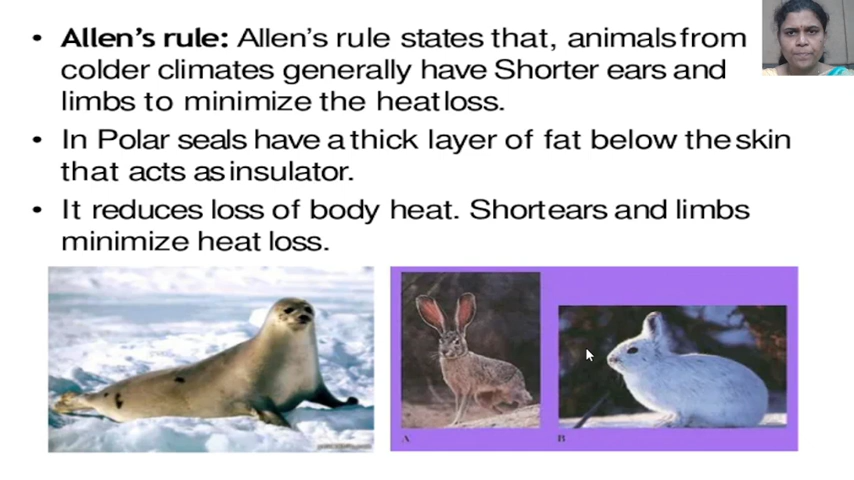 • Allen's rule: Allen's rule states that, animals from
colder climates generally have Shorter ears and
limbs to minimize the heat loss.
• In Polar seals have a thick layer of fat below the skin
that acts as insulator.
• It reduces loss of body heat. Short ears and limbs
minimize heat loss.
A
B